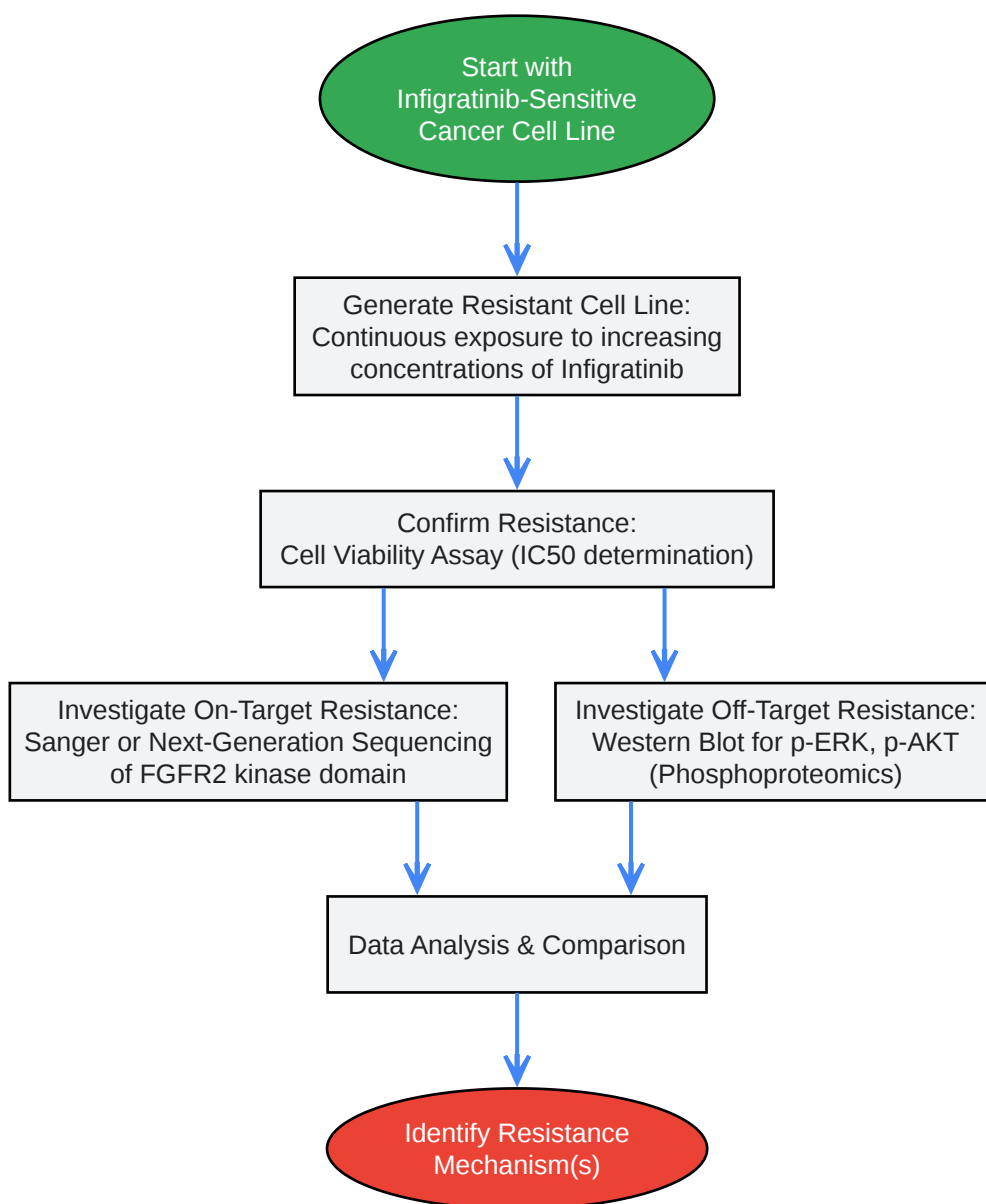 Start with
Infigratinib-Sensitive
Cancer Cell Line
Generate Resistant Cell Line:
Continuous exposure to increasing
concentrations of Infigratinib
Confirm Resistance:
Cell Viability Assay (IC50 determination)
Investigate On-Target Resistance:
Sanger or Next-Generation Sequencing
of FGFR2 kinase domain
Investigate Off-Target Resistance:
Western Blot for p-ERK, p-AKT
(Phosphoproteomics)
Data Analysis & Comparison
Identify Resistance
Mechanism(s)